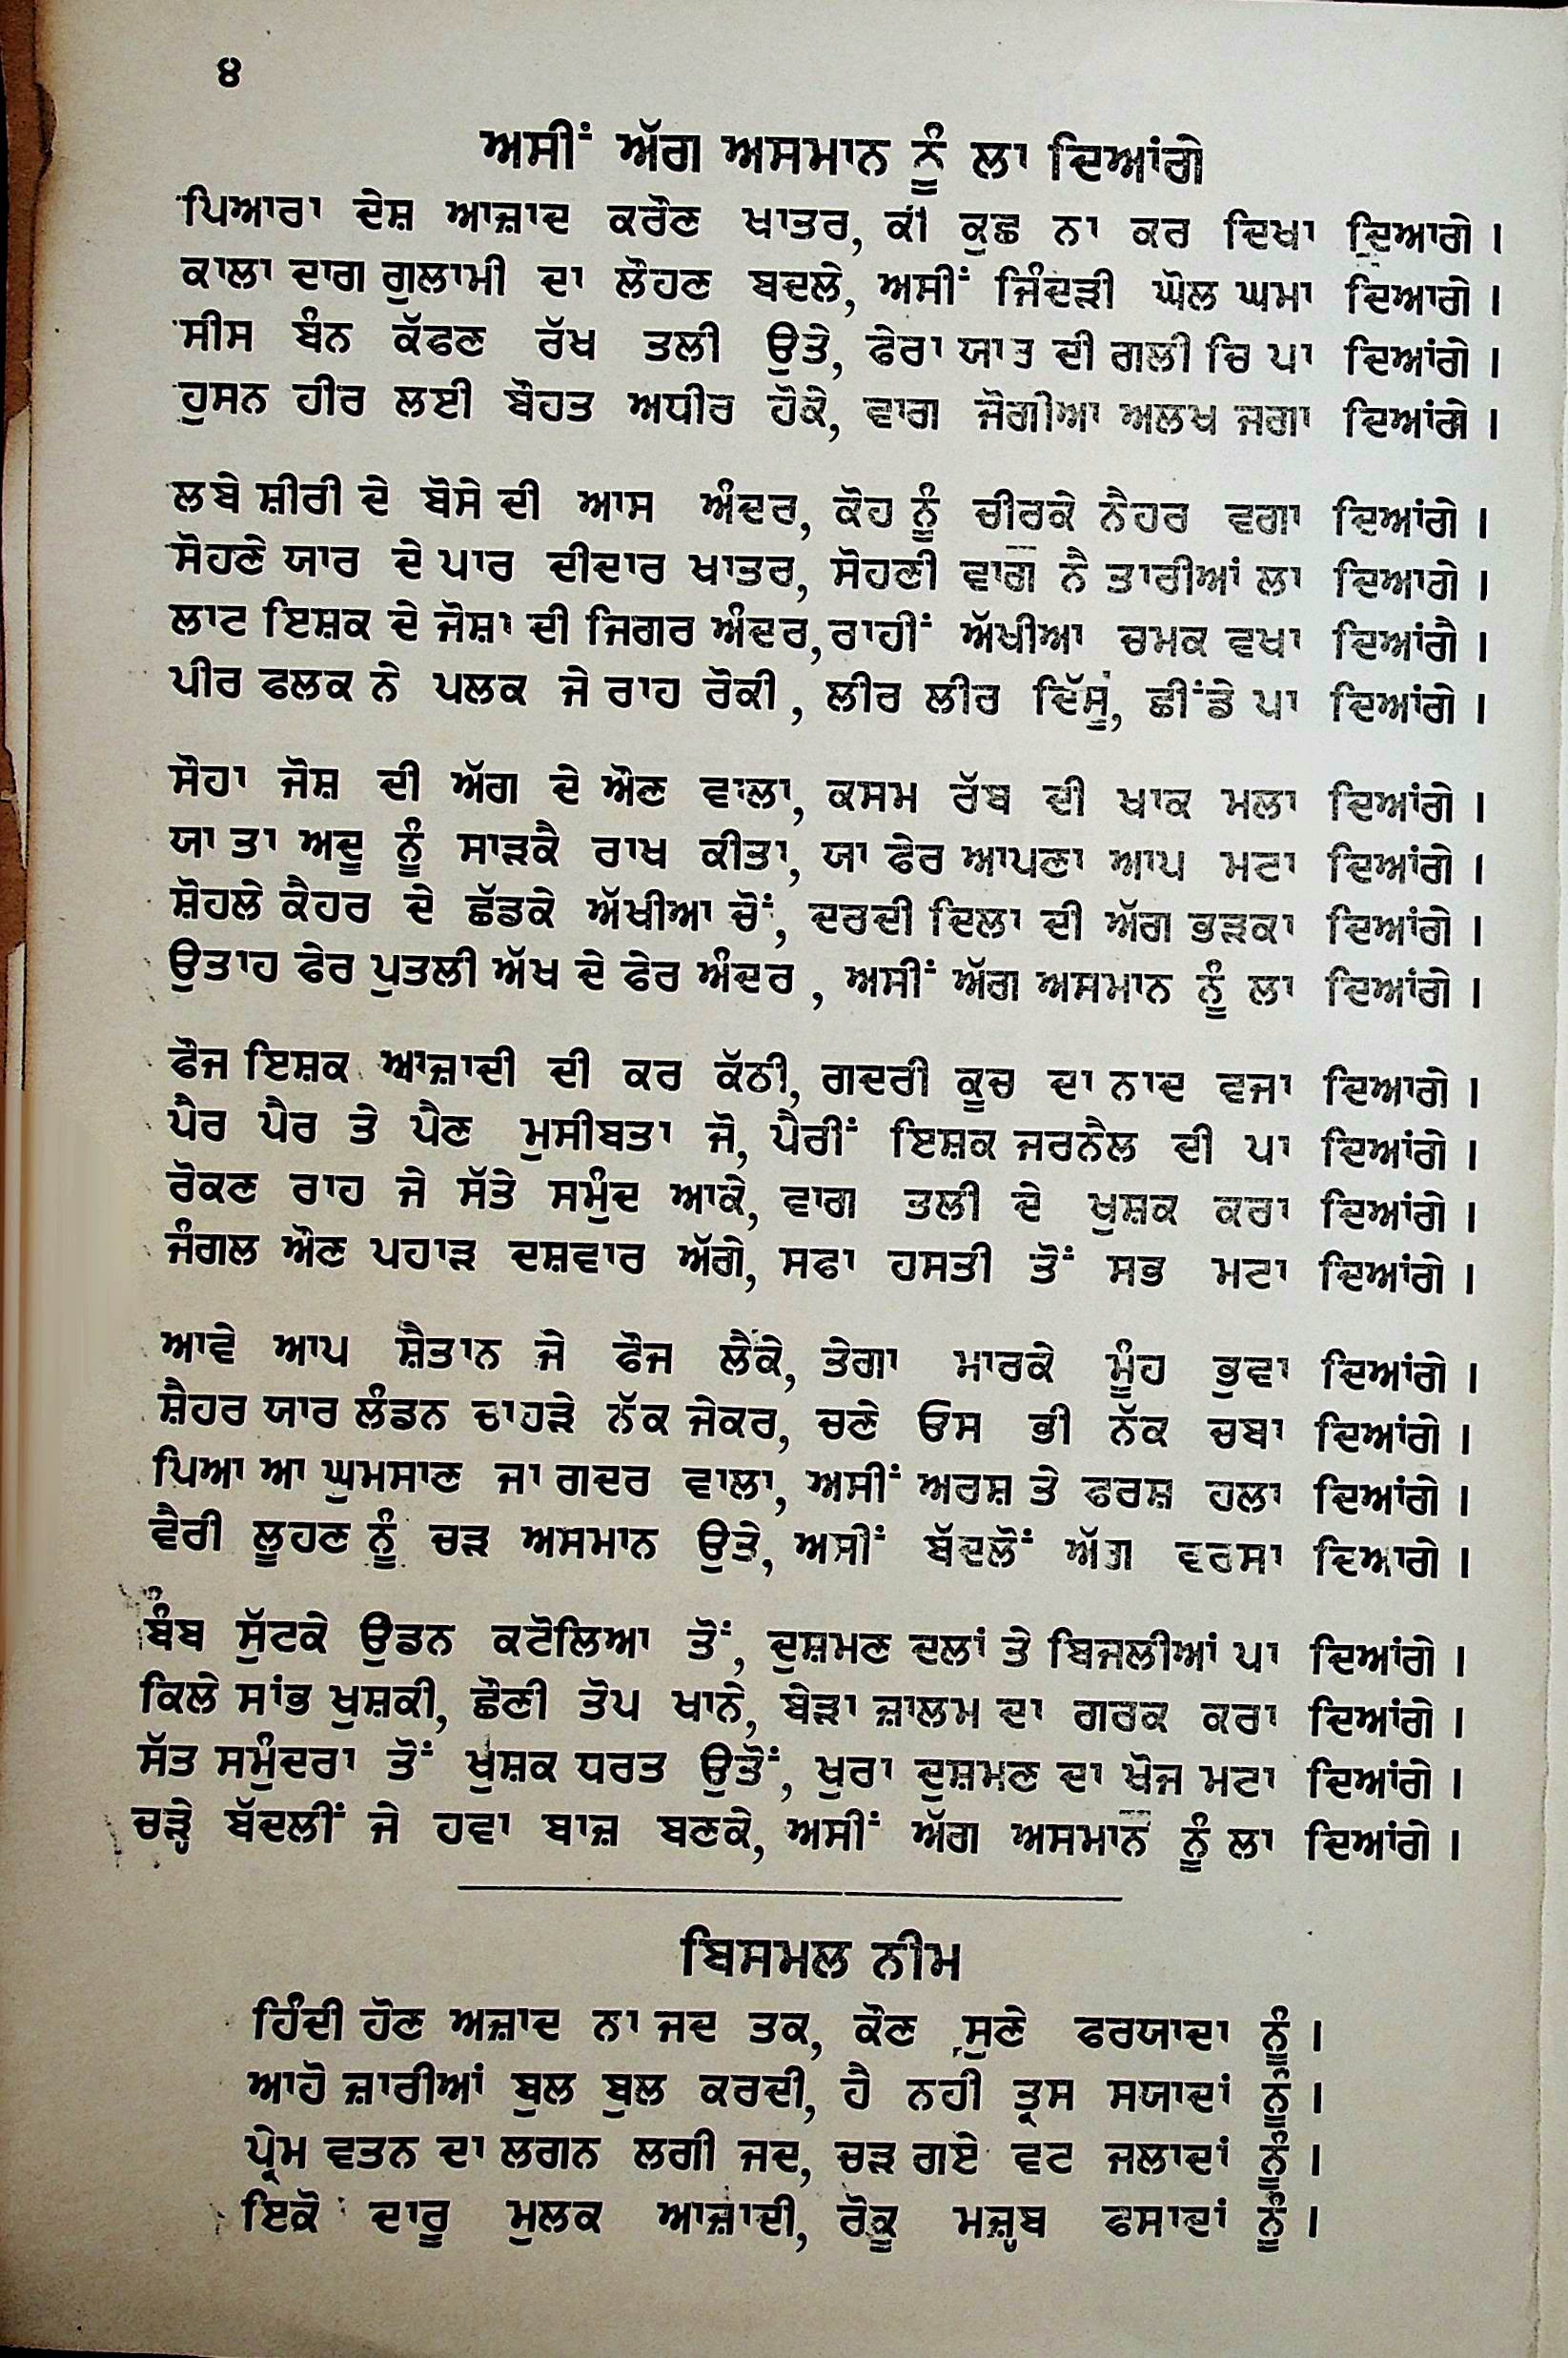 ੪
ਅਸੀਂ ਅੱਗ ਅਸਮਾਨ ਨੂੰ ਲਾ ਦਿਆਂਗੇ
ਪਿਆਰਾ ਦੇਸ਼ ਆਜ਼ਾਦ ਕਰੌਣ ਖਾਤਰ, ਕੀ ਕੁਛ ਨਾ ਕਰ ਦਿਖਾ ਦਿਆਗੇ ।
ਕਾਲਾ ਦਾਗ ਗੁਲਾਮੀ ਦਾ ਲੌਹਣ ਬਦਲੇ, ਅਸੀਂ ਜਿੰਦੜੀ ਘੋਲ ਘਮਾ ਦਿਆਗੇ ।
ਸੀਸ ਬੰਨ ਕੱਫਣ ਰੱਖ ਤਲੀ ਉਤੇ, ਫੇਰਾ ਯਾਰ ਦੀ ਗਲੀ ਚਿ ਪਾ ਦਿਆਂਗੇ ।
ਹੁਸਨ ਹੀਰ ਲਈ ਬੌਹਤ ਅਧੀਰ ਹੋਕੇ, ਵਾਗ ਜੋਗੀਆ ਅਲਖ ਜਗਾ ਦਿਆਂਗੇ ।
ਲਬੇ ਸ਼ੀਰੀ ਦੇ ਬੋਸੇ ਦੀ ਆਸ ਅੰਦਰ, ਕੋਹ ਨੂੰ ਚੀਰਕੇ ਨੈਹਰ ਵਗਾ ਦਿਆਂਗੇ ।
ਸੋਹਣੇ ਯਾਰ ਦੇ ਪਾਰ ਦੀਦਾਰ ਖਾਤਰ, ਸੋਹਣੀ ਵਾਗ ਨੈ ਤਾਰੀਆਂ ਲਾ ਦਿਆਗੇ ।
ਲਾਟ ਇਸ਼ਕ ਦੇ ਜੋਸ਼ਾ ਦੀ ਜਿਗਰ ਅੰਦਰ, ਰਾਹੀਂ ਅੱਖੀਆ ਚਮਕ ਵਖਾ ਦਿਆਂਗੈ ।
ਪੀਰ ਫਲਕ ਨੇ ਪਲਕ ਜੇ ਰਾਹ ਰੋਕੀ , ਲੀਰ ਲੀਰ ਦਿੱਸੂੰ, ਛੀਂਡੇ ਪਾ ਦਿਆਂਗੇ ।
ਸੌਹਾ ਜੋਸ਼ ਦੀ ਅੱਗ ਦੇ ਔਣ ਵਾਲਾ, ਕਸਮ ਰੱਬ ਦੀ ਖਾਕ ਮਲਾ ਦਿਆਂਗੇ ।
ਯਾ ਤਾ ਅਦੂ ਨੂੰ ਸਾੜਕੈ ਰਾਖ ਕੀਤਾ, ਯਾ ਫੇਰ ਆਪਣਾ ਆਪ ਮਟਾ ਦਿਆਂਗੇ ।
ਸ਼ੋਹਲੇ ਕੈਹਰ ਦੇ ਛੱਡਕੇ ਅੱਖੀਆ ਚੋਂ, ਦਰਦੀ ਦਿਲਾ ਦੀ ਅੱਗ ਭੜਕਾ ਦਿਆਂਗੇ ।
ਉਤਾਹ ਫੇਰ ਪੁਤਲੀ ਅੱਖ ਦੇ ਫੇਰ ਅੰਦਰ , ਅਸੀਂ ਅੱਗ ਅਸਮਾਨ ਨੂੰ ਲਾ ਦਿਆਂਗੇ ।
ਫੌਜ ਇਸ਼ਕ ਆਜ਼ਾਦੀ ਦੀ ਕਰ ਕੱਠੀ, ਗਦਰੀ ਕੂਚ ਦਾ ਨਾਦ ਵਜਾ ਦਿਆਗੇ ।
ਪੈਰ ਪੈਰ ਤੇ ਪੈਣ ਮੁਸੀਬਤਾ ਜੋ, ਪੈਰੀਂ ਇਸ਼ਕ ਜਰਨੈਲ ਦੀ ਪਾ ਦਿਆਂਗੇ ।
ਰੋਕਣ ਰਾਹ ਜੇ ਸੱਤੇ ਸਮੁੰਦ ਆਕੇ, ਵਾਗ ਤਲੀ ਦੇ ਖੁਸ਼ਕ ਕਰਾ ਦਿਆਂਗੇ ।
ਜੰਗਲ ਔਣ ਪਹਾੜ ਦਸ਼ਵਾਰ ਅੱਗੇ, ਸਫਾ ਹਸਤੀ ਤੋਂ ਸਭ ਮਟਾ ਦਿਆਂਗੇ ।
ਆਵੇ ਆਪ ਸ਼ੈਤਾਨ ਜੇ ਫੌਜ ਲੈਕੇ, ਤੇਗਾ ਮਾਰਕੇ ਮੂੰਹ ਭੁਵਾ ਦਿਆਂਗੇ ।
ਸ਼ੈਹਰ ਯਾਰ ਲੰਡਨ ਚਾਹੜੇ ਨੱਕ ਜੇਕਰ, ਚਣੇ ਓਸ ਭੀ ਨੱਕ ਚਬਾ ਦਿਆਂਗੇ ।
ਪਿਆ ਆ ਘੁਮਸਾਣ ਜਾ ਗਦਰ ਵਾਲਾ, ਅਸੀਂ ਅਰਸ਼ ਤੇ ਫਰਸ਼ ਹਲਾ ਦਿਆਂਗੇ ।
ਵੈਰੀ ਲੂਹਣ ਨੂੰ ਚੜ ਅਸਮਾਨ ਉਤੇ, ਅਸੀਂ ਬੱਦਲੋਂ ਅੱਗ ਵਰਸਾ ਦਿਆਗੇ ।
ਬੰਬ ਸੁੱਟਕੇ ਉਡਨ ਕਟੋਲਿਆ ਤੋਂ, ਦੁਸ਼ਮਣ ਦਲਾਂ ਤੇ ਬਿਜਲੀਆਂ ਪਾ ਦਿਆਂਗੇ ।
ਕਿਲੇ ਸਾਂਭ ਖੁਸ਼ਕੀ, ਛੌਣੀ ਤੋਪ ਖਾਨੇ, ਬੇੜਾ ਜ਼ਾਲਮ ਦਾ ਗਰਕ ਕਰਾ ਦਿਆਂਗੇ ।
ਸੱਤ ਸਮੁੰਦਰਾ ਤੋਂ ਖੁਸ਼ਕ ਧਰਤ ਉਤੋਂ, ਖੁਰਾ ਦੁਸ਼ਮਣ ਦਾ ਖੋਜ ਮਟਾ ਦਿਆਂਗੇ ।
ਚੜ੍ਹੇ ਬੱਦਲੀਂ ਜੇ ਹਵਾ ਬਾਜ਼ ਬਣਕੇ, ਅਸੀਂ ਅੱਗ ਅਸਮਾਨ ਨੂੰ ਲਾ ਦਿਆਂਗੇ ।
ਬਿਸਮਲ ਨੀਮ
ਹਿੰਦੀ ਹੋਣ ਅਜ਼ਾਦ ਨਾ ਜਦ ਤਕ, ਕੌਣ ਸੁਣੇ ਫਰਯਾਦਾ ਨੂੰ ।
ਆਹੋ ਜ਼ਾਰੀਆਂ ਬੁਲ ਬੁਲ ਕਰਦੀ, ਹੈ ਨਹੀ ਤ੍ਰਸ ਸਯਾਦਾਂ ਨੂੰ ।
ਪ੍ਰੇਮ ਵਤਨ ਦਾ ਲਗਨ ਲਗੀ ਜਦ, ਚੜ ਗਏ ਵਟ ਜਲਾਦਾਂ ਨੂੰ ।
ਇਕੋ ਦਾਰੂ ਮੁਲਕ ਆਜ਼ਾਦੀ, ਰੋਕੂ ਮਜ਼੍ਹਬ ਫਸਾਦਾਂ ਨੂੰ ।